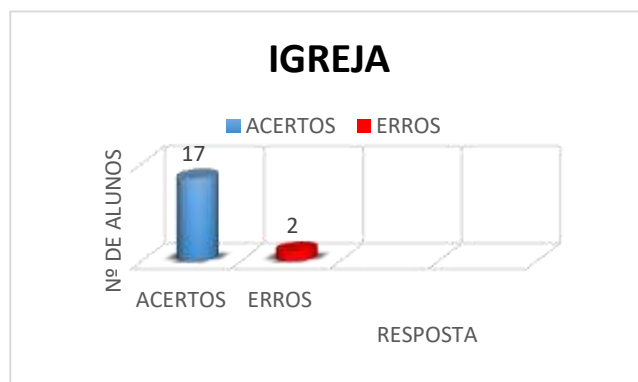 IGREJA
ACERTOS ERROS
17
2
Nº DE ALUNOS
ACERTOS ERROS
RESPOSTA